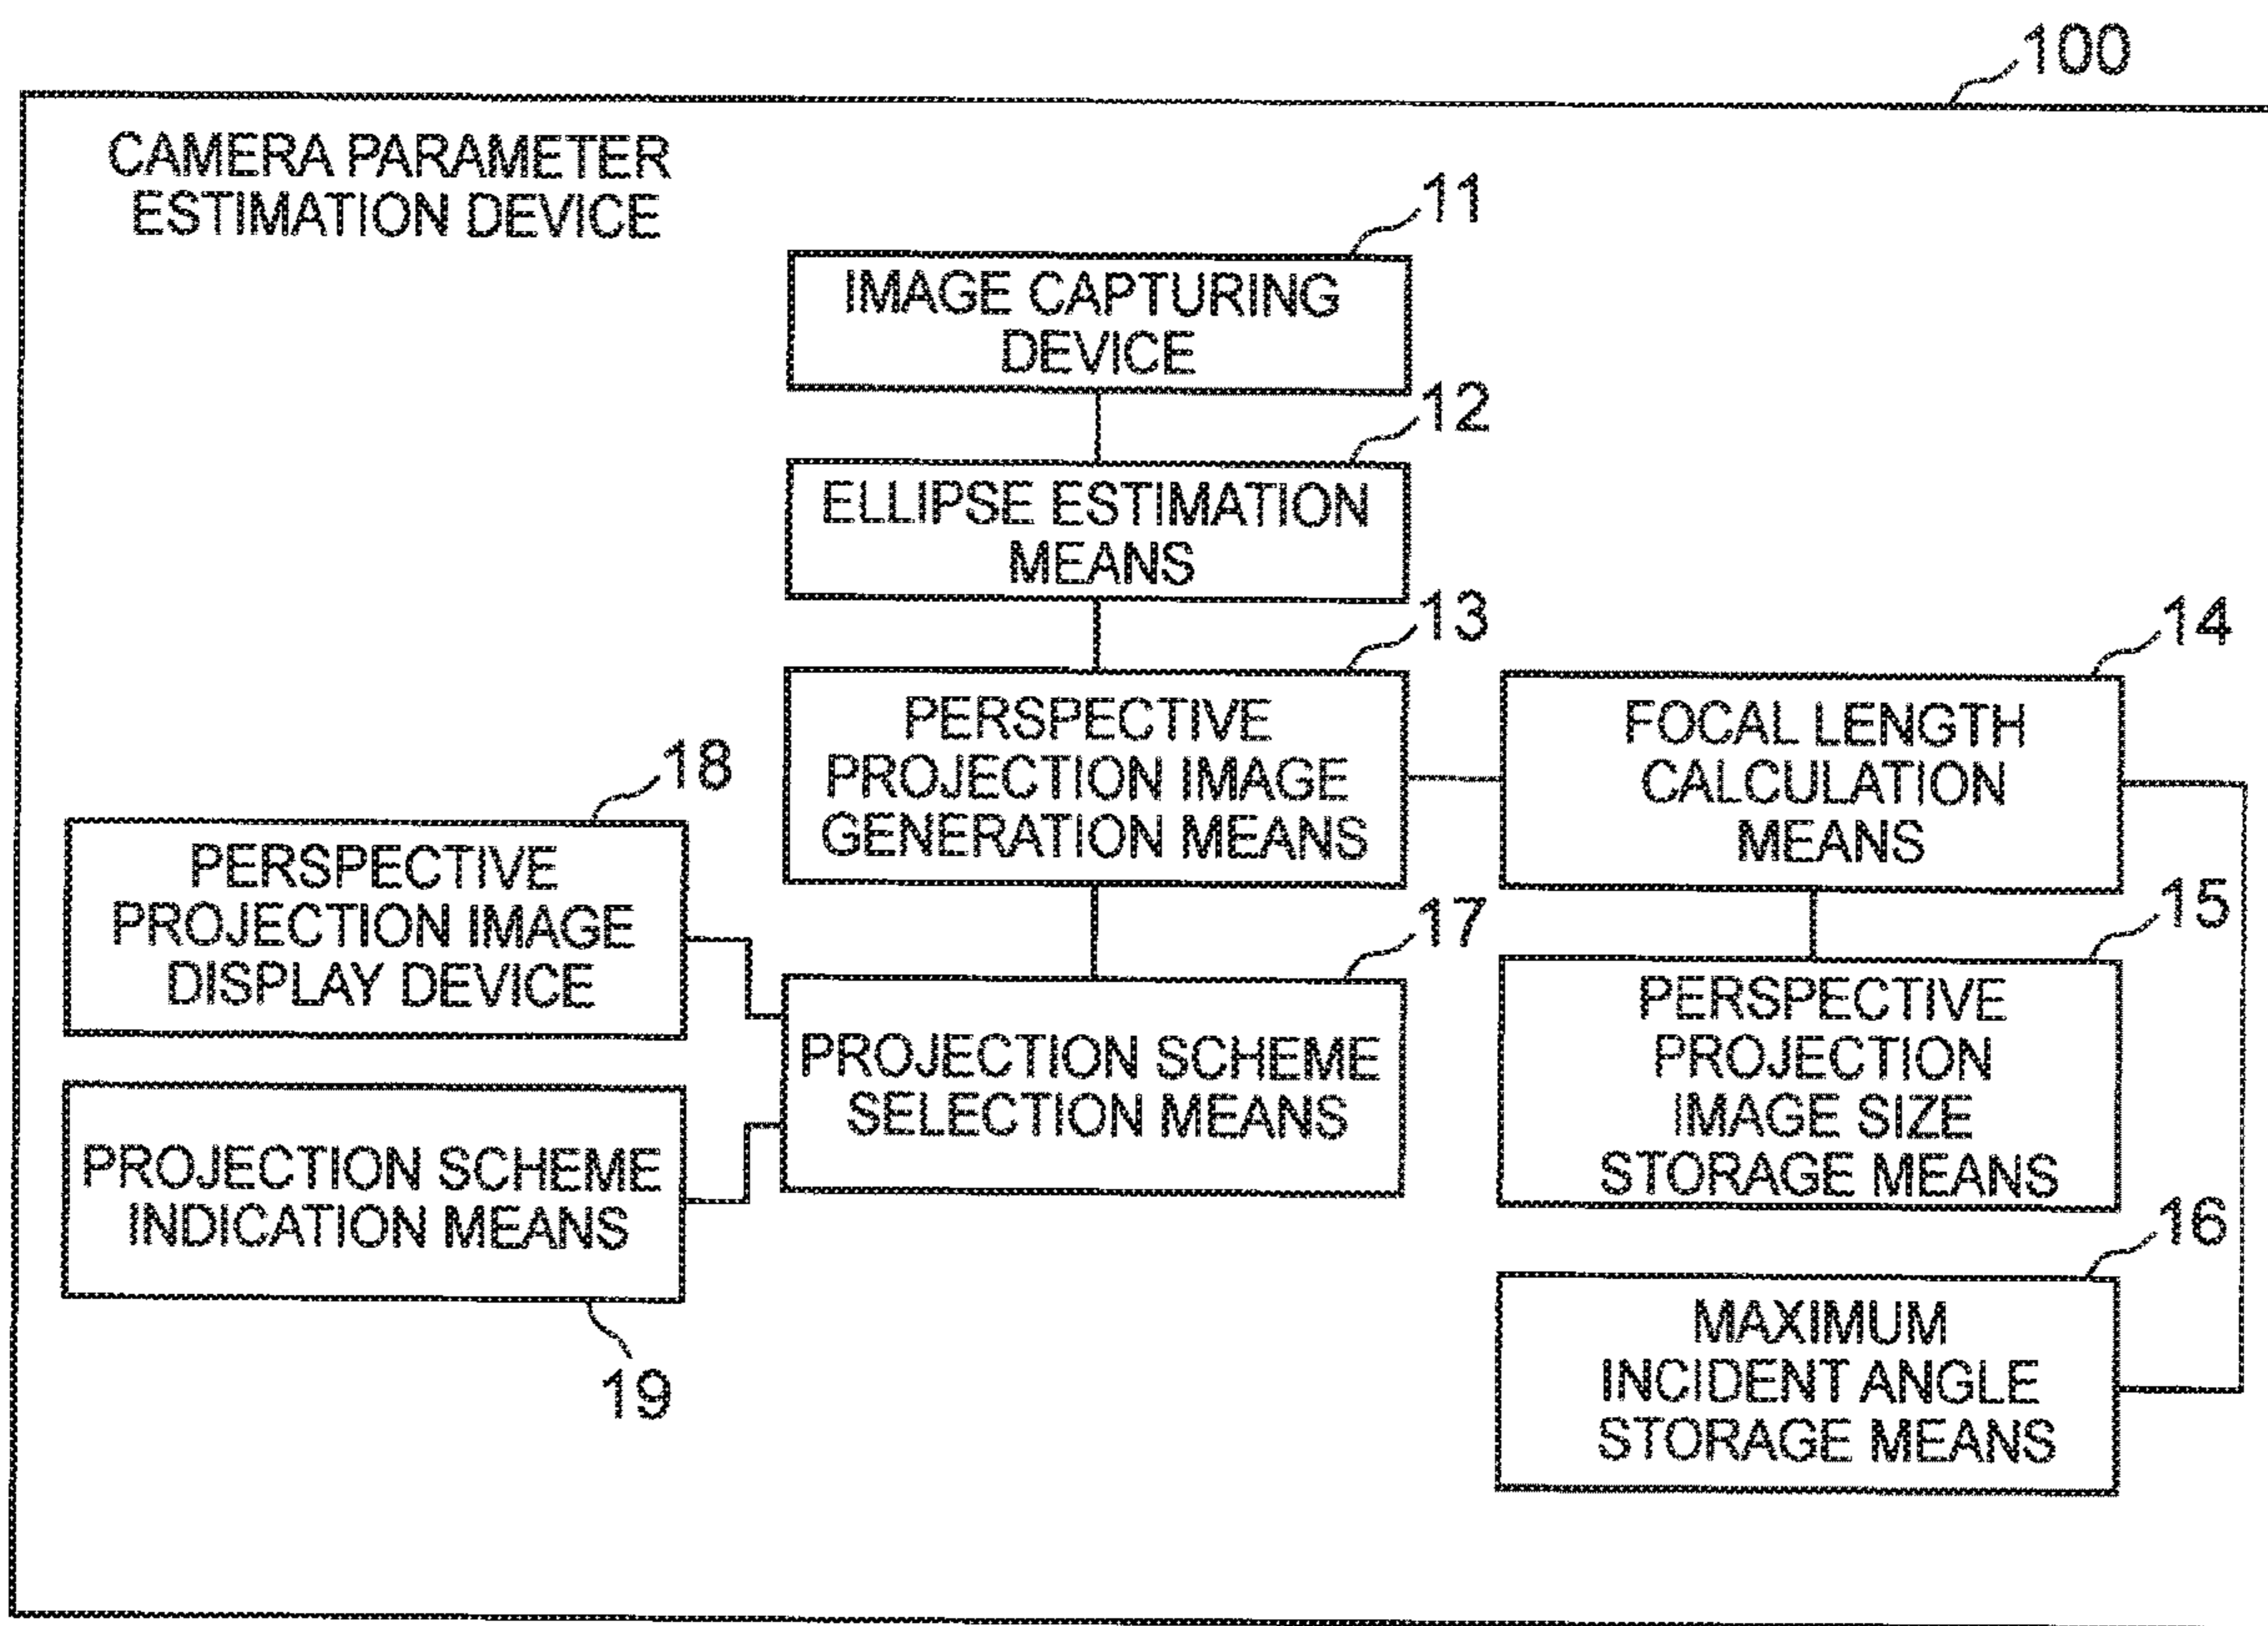 100
CAMERA PARAMETER
ESTIMATION DEVICE
11
IMAGE CAPTURING
DEVICE
12
ELLIPSE ESTIMATION
MEANS
13
PERSPECTIVE
PROJECTION IMAGE
GENERATION MEANS
14
FOCAL LENGTH
CALCULATION
MEANS
18
PERSPECTIVE
PROJECTION IMAGE
DISPLAY DEVICE
17
PROJECTION SCHEME
SELECTION MEANS
15
PERSPECTIVE
PROJECTION
IMAGE SIZE
STORAGE MEANS
PROJECTION SCHEME
INDICATION MEANS
19
16
MAXIMUM
INCIDENT ANGLE
STORAGE MEANS